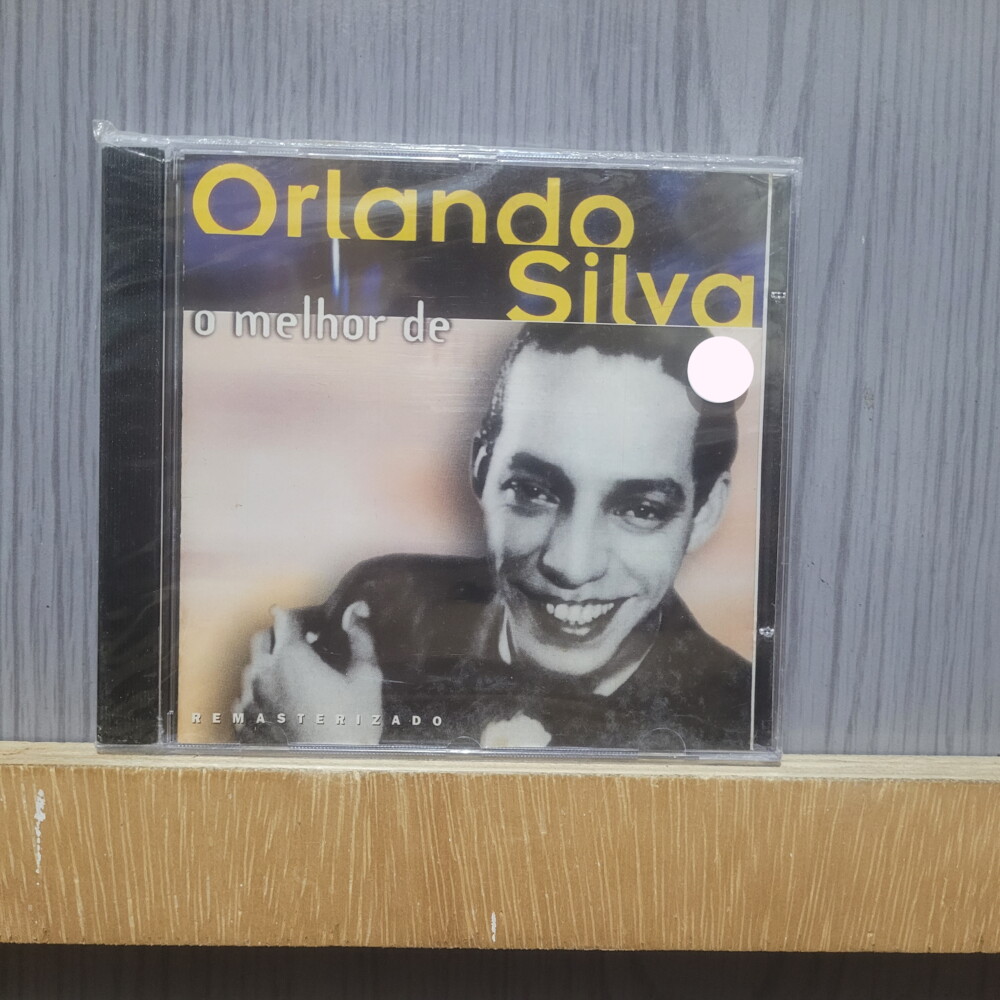 Orlando
Silva
o melhor de
REMASTERIZADO